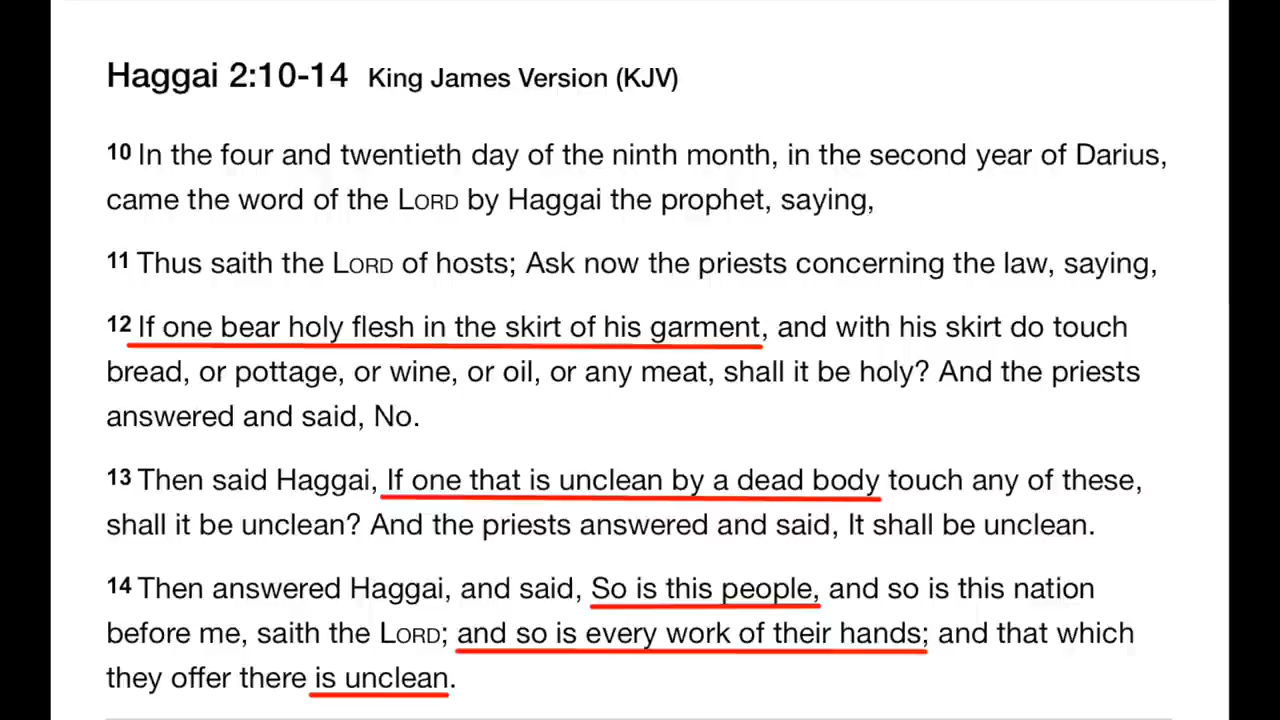 Haggai 2:10-14 King James Version (KJV)
10 In the four and twentieth day of the ninth month, in the second year of Darius,
came the word of the LORD by Haggai the prophet, saying,
11 Thus saith the LORD of hosts; Ask now the priests concerning the law, saying,
12 If one bear holy flesh in the skirt of his garment, and with his skirt do touch
bread, or pottage, or wine, or oil, or any meat, shall it be holy? And the priests
answered and said, No.
13 Then said Haggai, If one that is unclean by a dead body touch any of these,
shall it be unclean? And the priests answered and said, It shall be unclean.
14 Then answered Haggai, and said, So is this people, and so is this nation
before me, saith the LORD; and so is every work of their hands; and that which
they offer there is unclean.